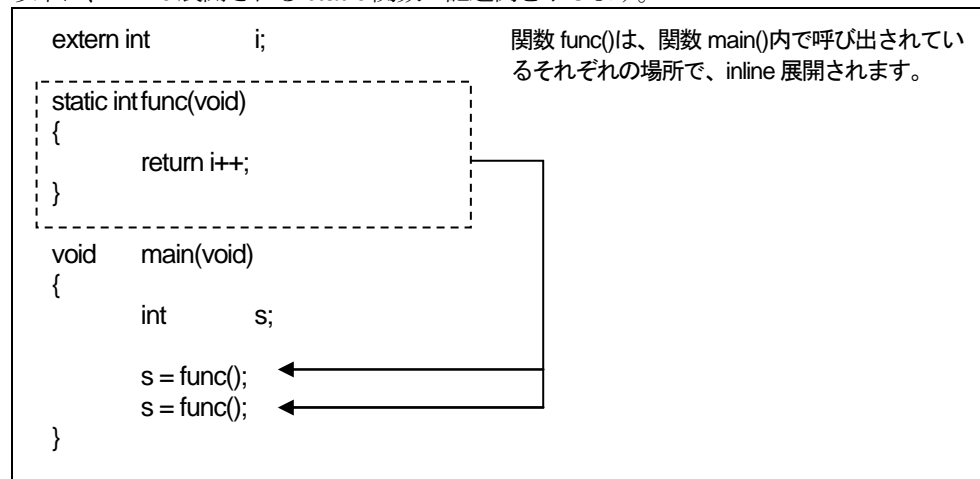 extern int i;
関数 func()は、関数 main()内で呼び出されてい
るそれぞれの場所で、inline 展開されます。
static int func(void)
{
return i++;
}
void main(void)
{
int s;
s = func();
s = func();
}